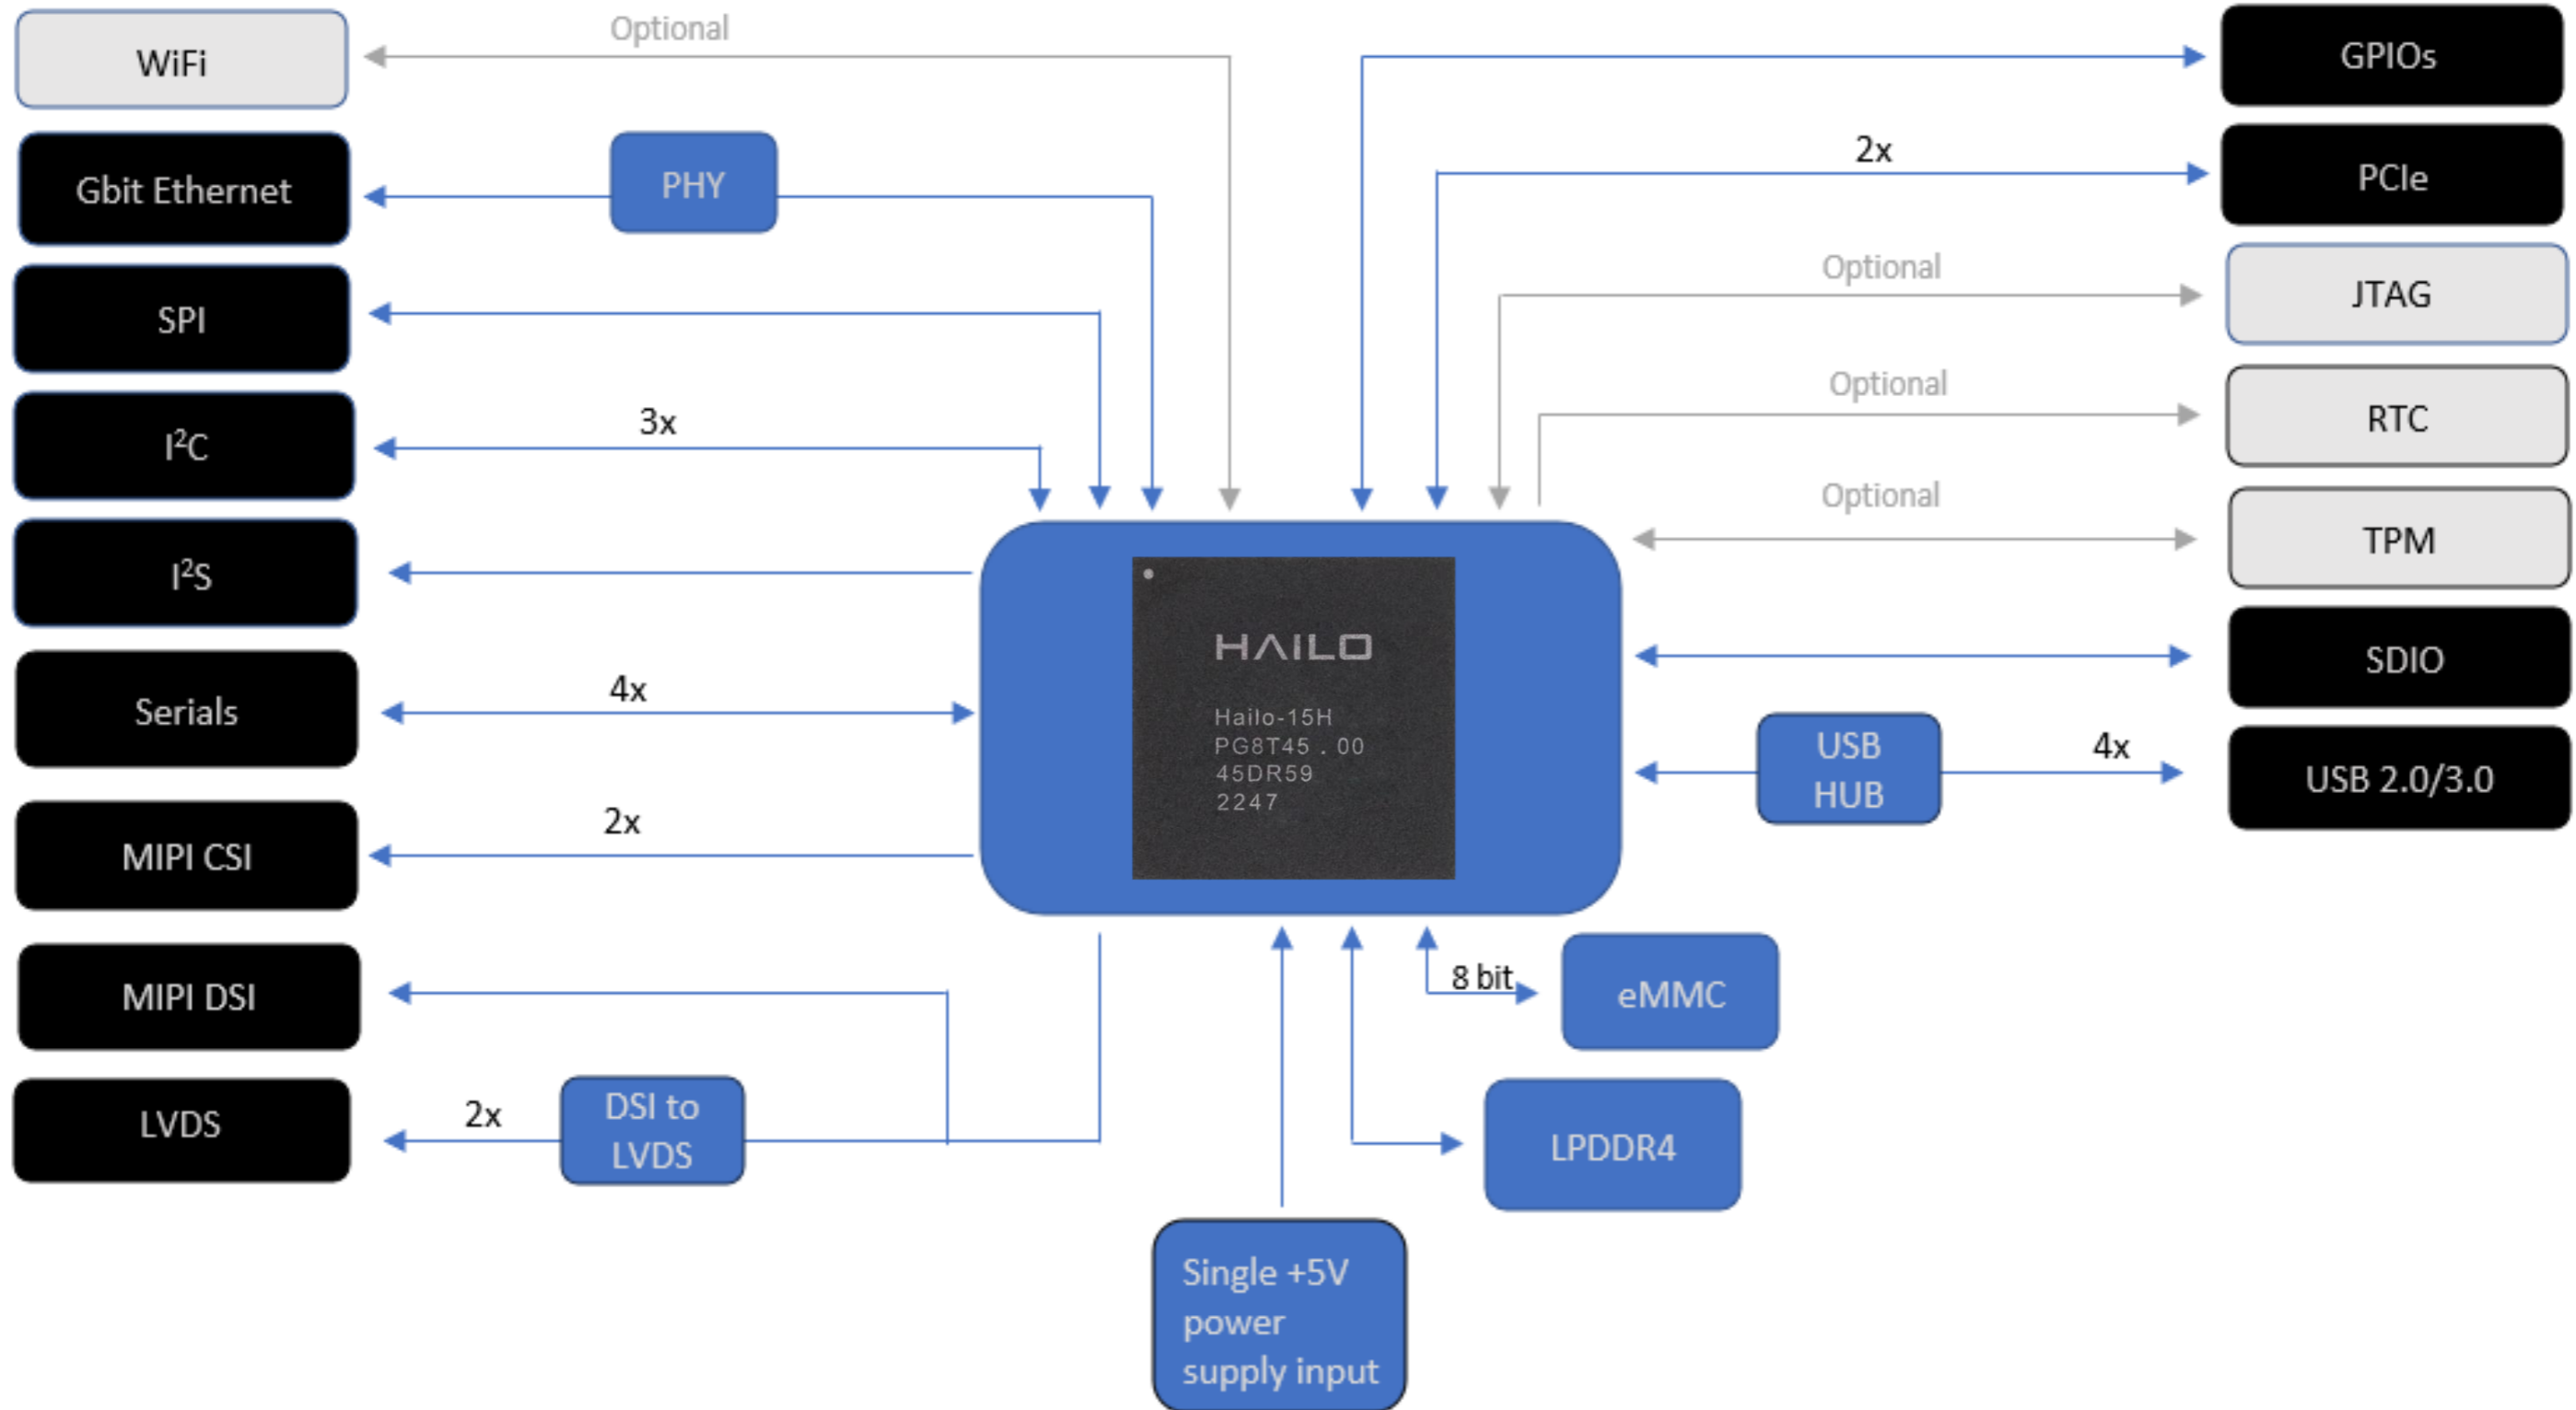 WiFi
Optional
GPIOs
Gbit Ethernet
PHY
2x
PCIe
SPI
Optional
JTAG
I²C
3x
Optional
RTC
I²S
Optional
TPM
HAILO
Hailo-15H
PG8T45 . 00
45DR59
2247
SDIO
Serials
4x
USB
HUB
4x
USB 2.0/3.0
MIPI CSI
2x
MIPI DSI
8 bit
eMMC
LVDS
2x
DSI to
LVDS
LPDDR4
Single +5V
power
supply input